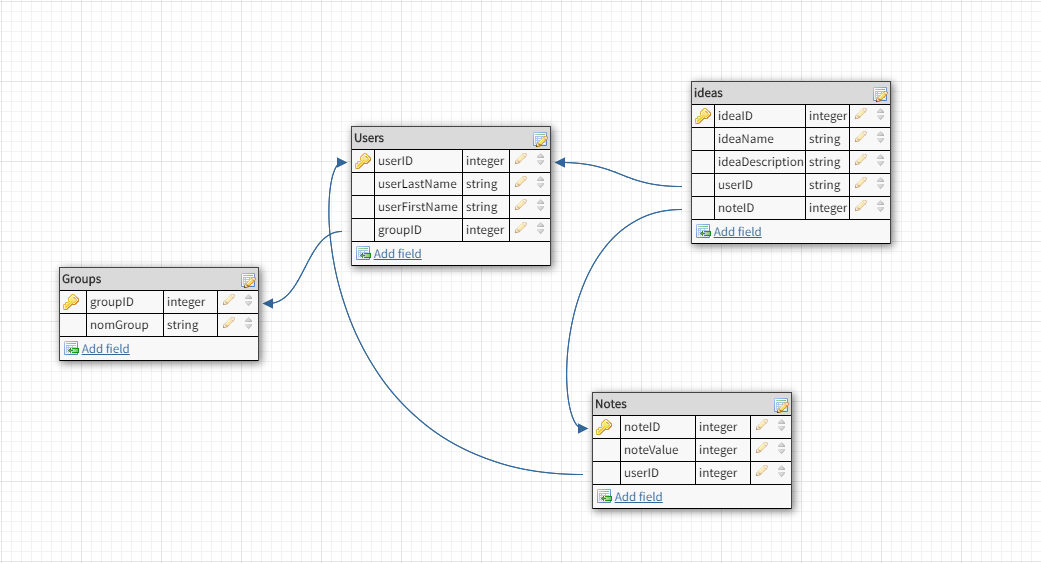 ideas
ideaID integer
ideaName string
ideaDescription string
userID string
noteID integer
Add field
Users
userID integer
userLastName string
userFirstName string
groupID integer
Add field
Groups
groupID integer
nomGroup string
Add field
Notes
noteID integer
noteValue integer
userID integer
Add field